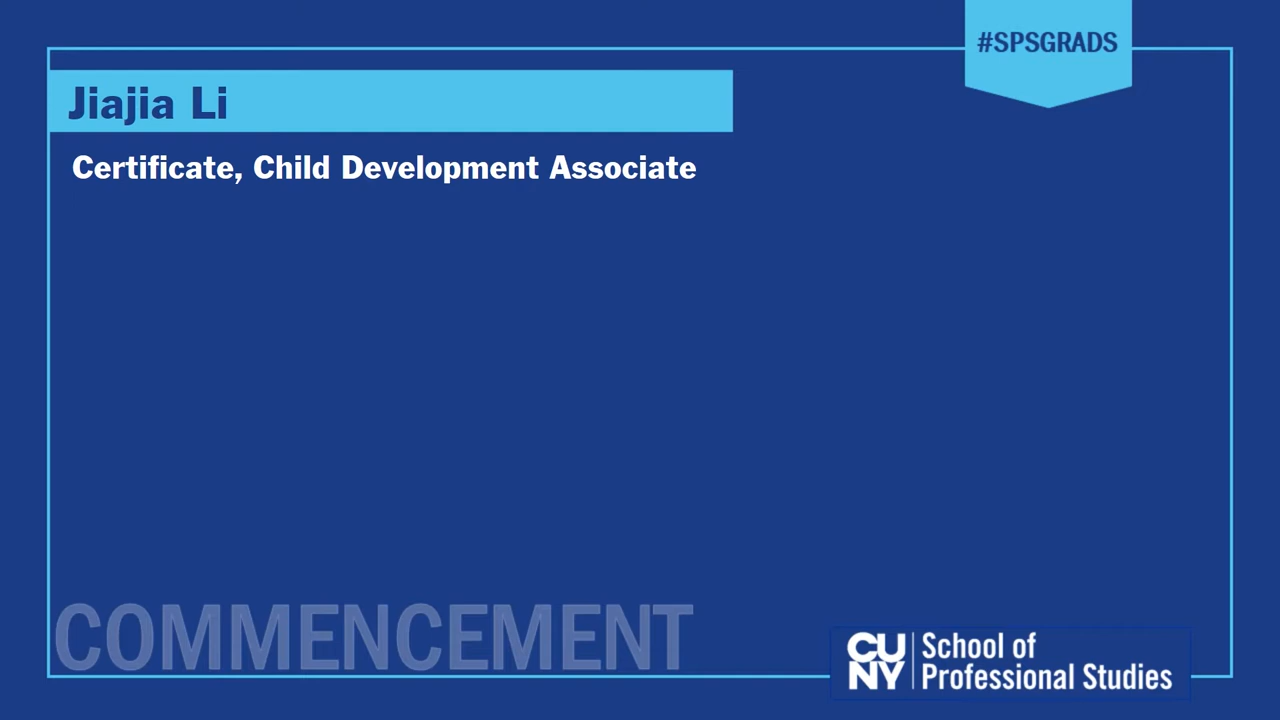 #SPSGRADS
Jiajia Li
Certificate, Child Development Associate
COMMENCEMENT
CUNY School of
Professional Studies